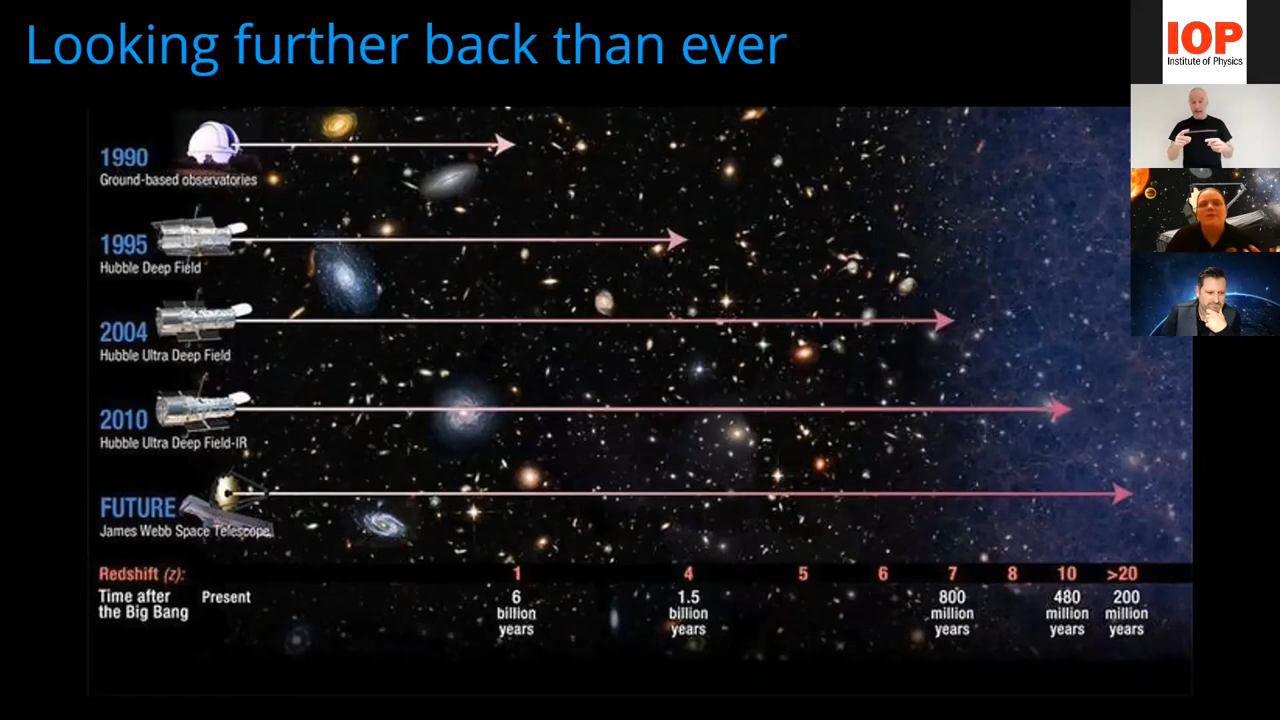 Looking further back than ever
IOP
Institute of Physics
1990
Ground-based observatories
1995
Hubble Deep Field
2004
Hubble Ultra Deep Field
2010
Hubble Ultra Deep Field-IR
FUTURE
James Webb Space Telescope
Redshift (z): 1 4 5 6 7 8 10 >20
Time after the Big Bang
Present
6 billion years
1.5 billion years
800 million years
480 million years
200 million years